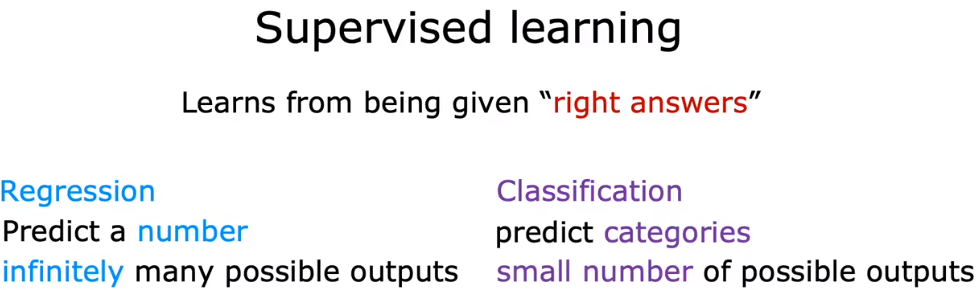 Supervised learning
Learns from being given “right answers”
Regression
Predict a number
infinitely many possible outputs
Classification
predict categories
small number of possible outputs